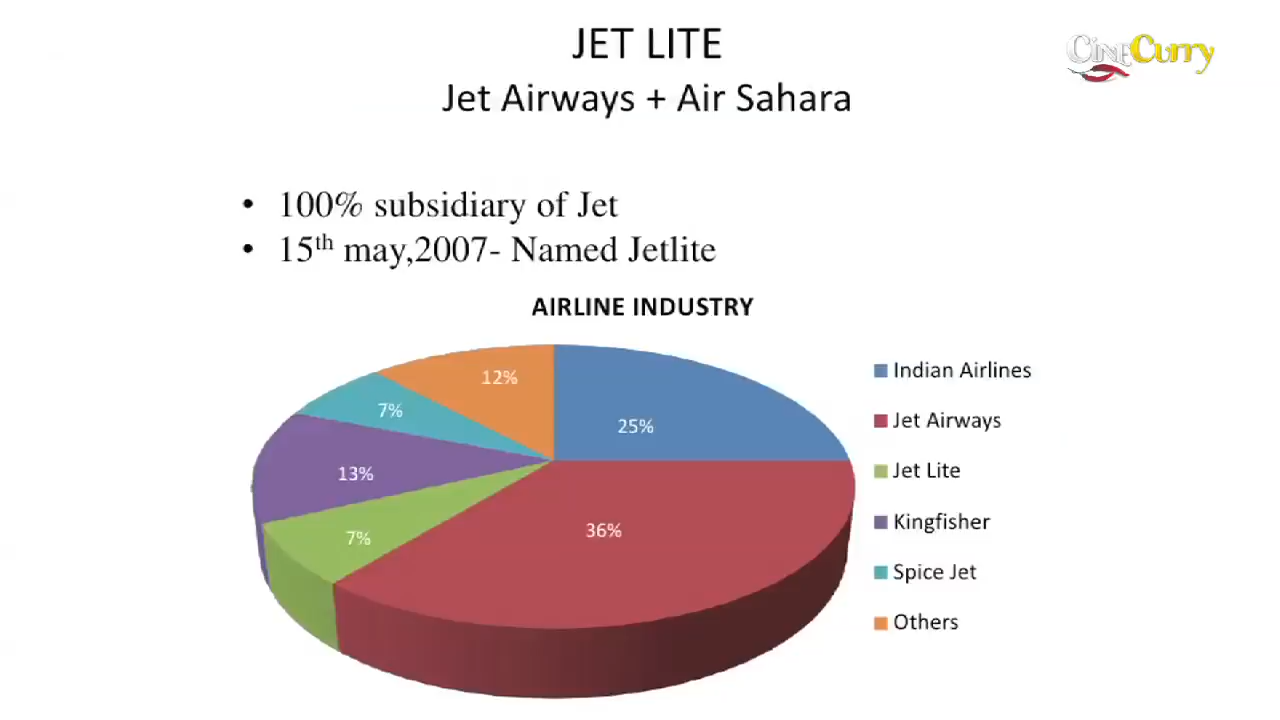 JET LITE
CineCurry
Jet Airways + Air Sahara
• 100% subsidiary of Jet
• 15th may,2007- Named Jetlite
AIRLINE INDUSTRY
12%
7%
25%
13%
7%
36%
Indian Airlines
Jet Airways
Jet Lite
Kingfisher
Spice Jet
Others